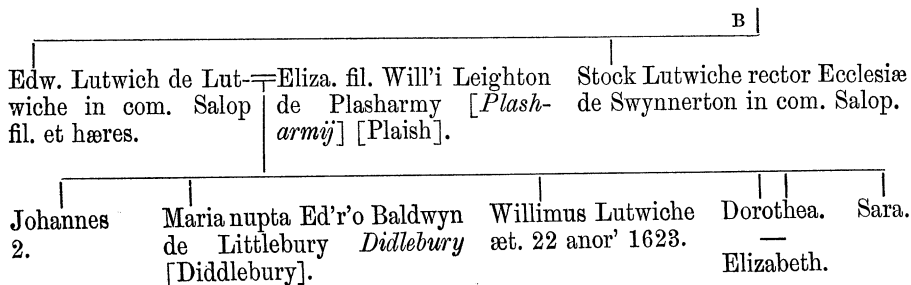 B
Edw. Lutwich de Lut-
wiche in com. Salop
fil. et hæres.
Eliza. fil. Will'i Leighton
de Plasharmy [Plash-
armij] [Plaish].
Stock Lutwiche rector Ecclesiæ
de Swynnerton in com. Salop.
Johannes
2.
Maria nupta Ed'r'o Baldwyn
de Littlebury Didlebury
[Diddlebury].
Willimus Lutwiche
æt. 22 anor' 1623.
Dorothea.
—
Elizabeth.
Sara.